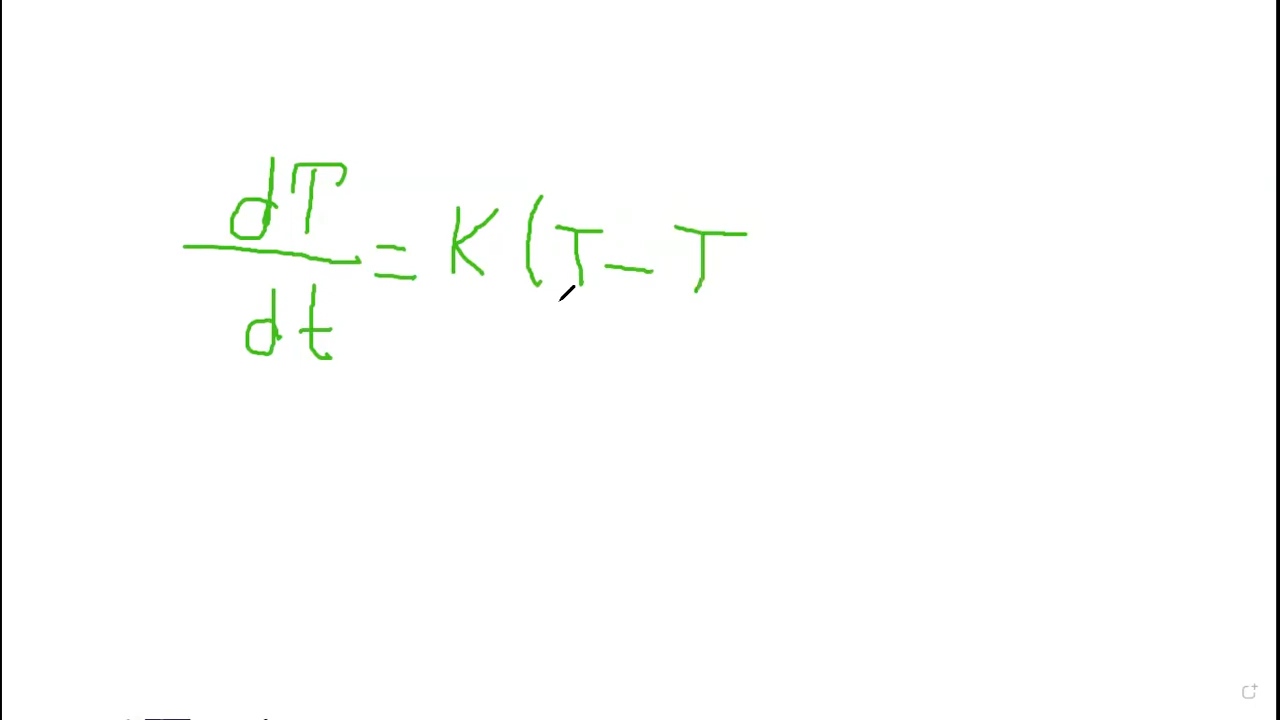 dT/dt = K(T - T